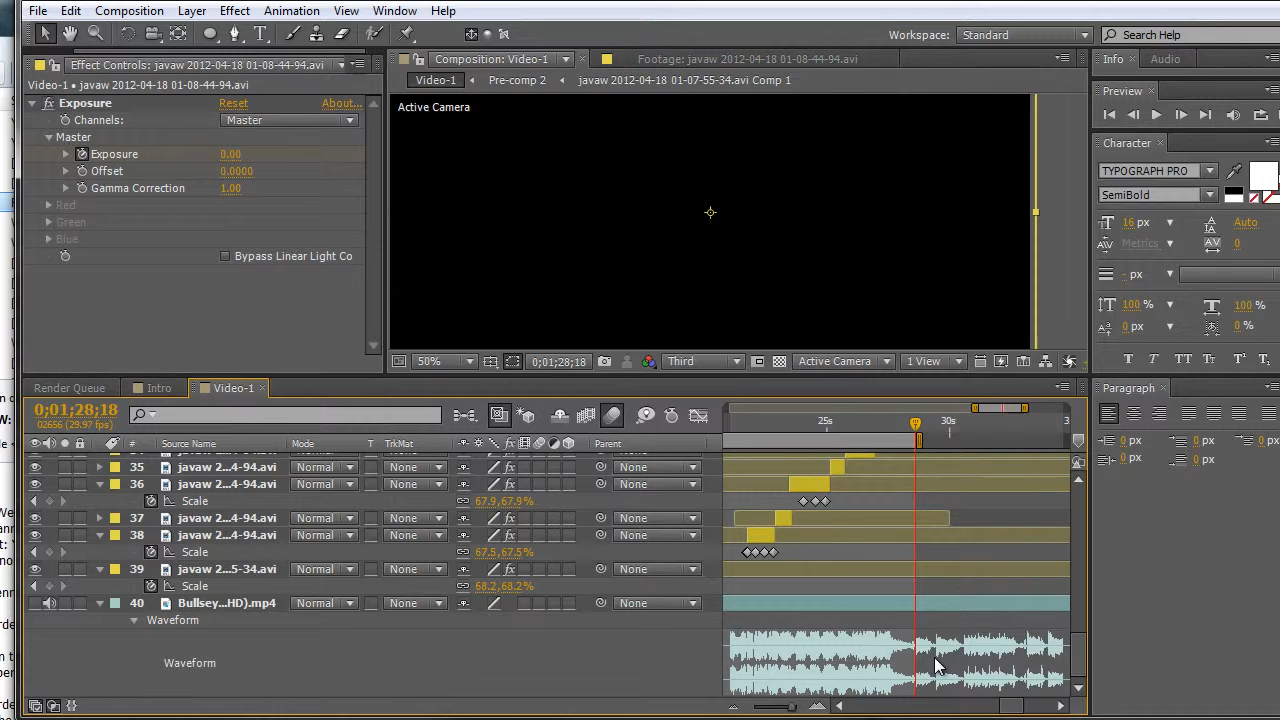 File Edit Composition Layer Effect Animation View Window Help
Workspace: Standard Search Help
Effect Controls: javaw 2012-04-18 01-08-44-94.avi
Composition: Video-1
Footage: javaw 2012-04-18 01-08-44-94.avi
Info Audio
Video-1 • javaw 2012-04-18 01-08-44-94.avi
Video-1 Pre-comp 2 javaw 2012-04-18 01-07-55-34.avi Comp 1
Preview
fx Exposure Reset About...
Active Camera
Channels: Master
Master
Exposure 0.00
Offset 0.0000
Gamma Correction 1.00
Red
Green
Blue
Bypass Linear Light Co
Character
TYPOGRAPH PRO
SemiBold
16 px Auto
Metrics 0
- px
100 % 100 %
0 px 0 %
T T TT Tr T¹
50% 0;01;28;18 Third Active Camera 1 View
Render Queue Intro Video-1
Paragraph
0;01;28;18
02656 (29.97 fps)
25s 30s 3
# Source Name Mode T TrkMat fx Parent
35 javaw 2...4-94.avi Normal None fx None
36 javaw 2...4-94.avi Normal None fx None
Scale 67.9,67.9%
37 javaw 2...4-94.avi Normal None fx None
38 javaw 2...4-94.avi Normal None fx None
Scale 67.5,67.5%
39 javaw 2...5-34.avi Normal None None
Scale 68.2,68.2%
40 Bullsey...HD).mp4 Normal None None
Waveform
Waveform
0 px 0 px 0 px
0 px 0 px